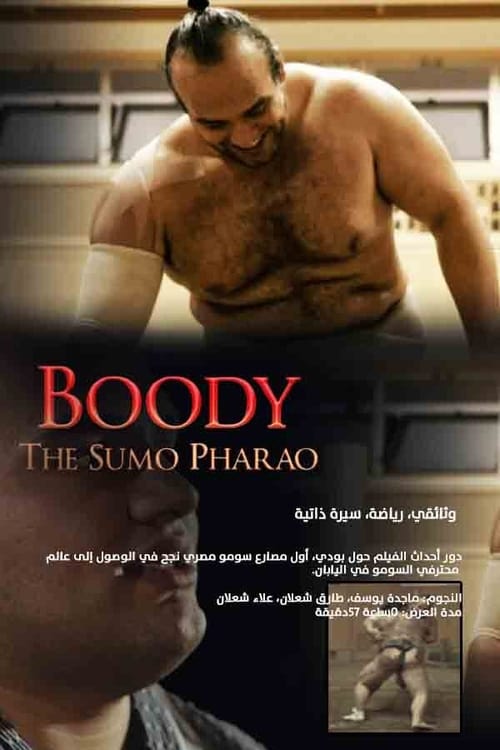 BOODY
THE SUMO PHARAO
وثائقي، رياضة، سيرة ذاتية
دور أحداث الفيلم حول بودي، أول مصارع سومو مصري نجح في الوصول إلى عالم
محترفي السومو في اليابان.
النجوم: ماجدة يوسف، طارق شعلان، علاء شعلان
مدة العرض: 0ساعة 57دقيقة